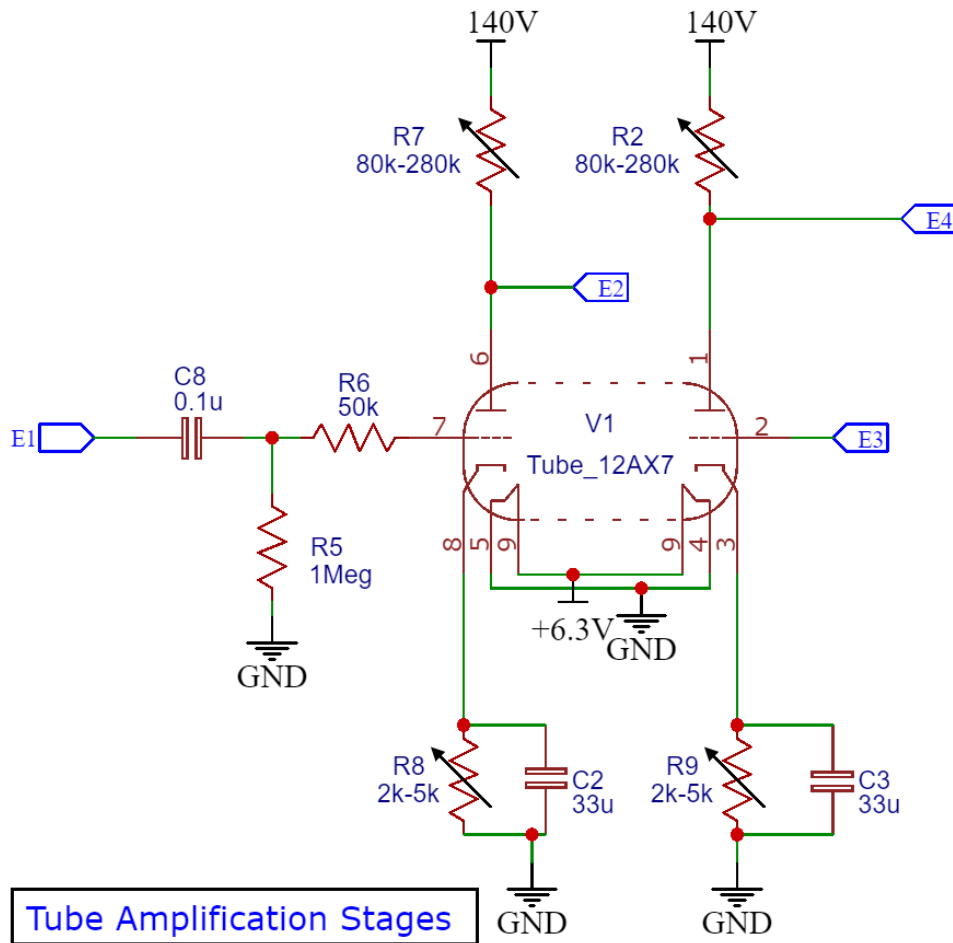 140V
140V
R7
80k-280k
R2
80k-280k
E4
E2
6
1
C8
0.1u
R6
50k
E1
7
V1
2
E3
Tube_12AX7
8
5
9
9
4
3
R5
1Meg
+6.3V
GND
GND
R8
2k-5k
C2
33u
R9
2k-5k
C3
33u
GND
GND
Tube Amplification Stages